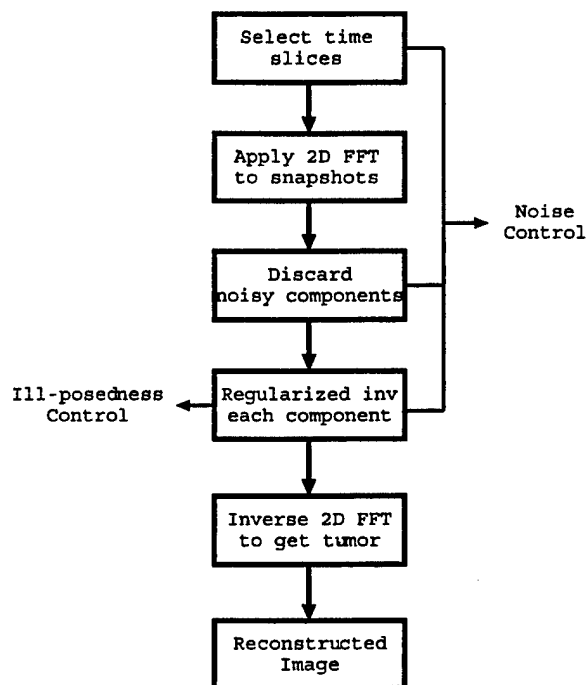 Select time
slices
Apply 2D FFT
to snapshots
Noise
Control
Discard
noisy components
Ill-posedness
Control
Regularized inv
each component
Inverse 2D FFT
to get tumor
Reconstructed
Image